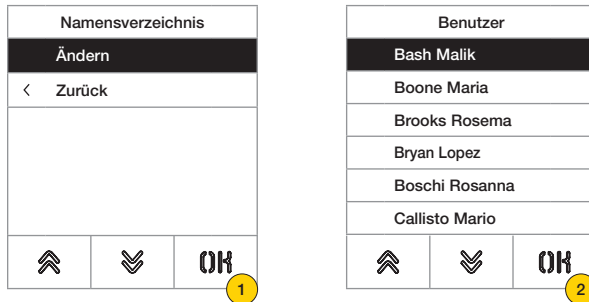 Namensverzeichnis
Ändern
< Zurück
OK
1
Benutzer
Bash Malik
Boone Maria
Brooks Rosema
Bryan Lopez
Boschi Rosanna
Callisto Mario
OK
2